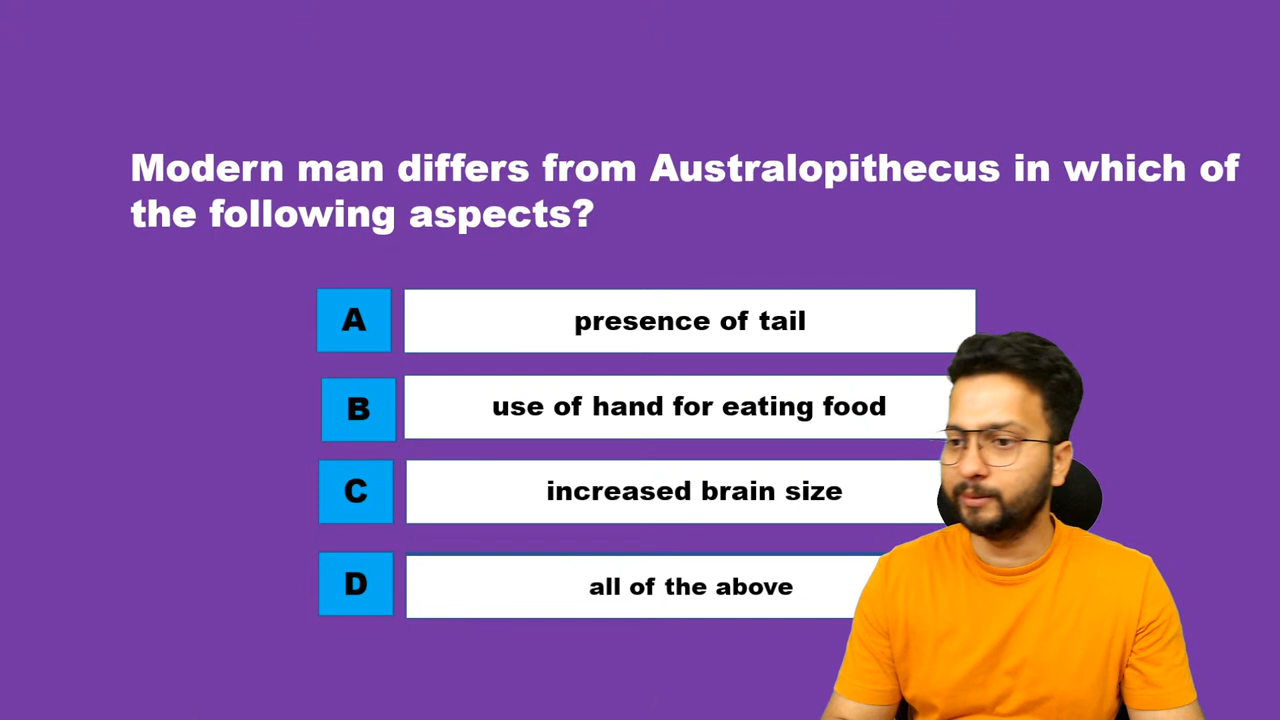 Modern man differs from Australopithecus in which of
the following aspects?
A presence of tail
B use of hand for eating food
C increased brain size
D all of the above